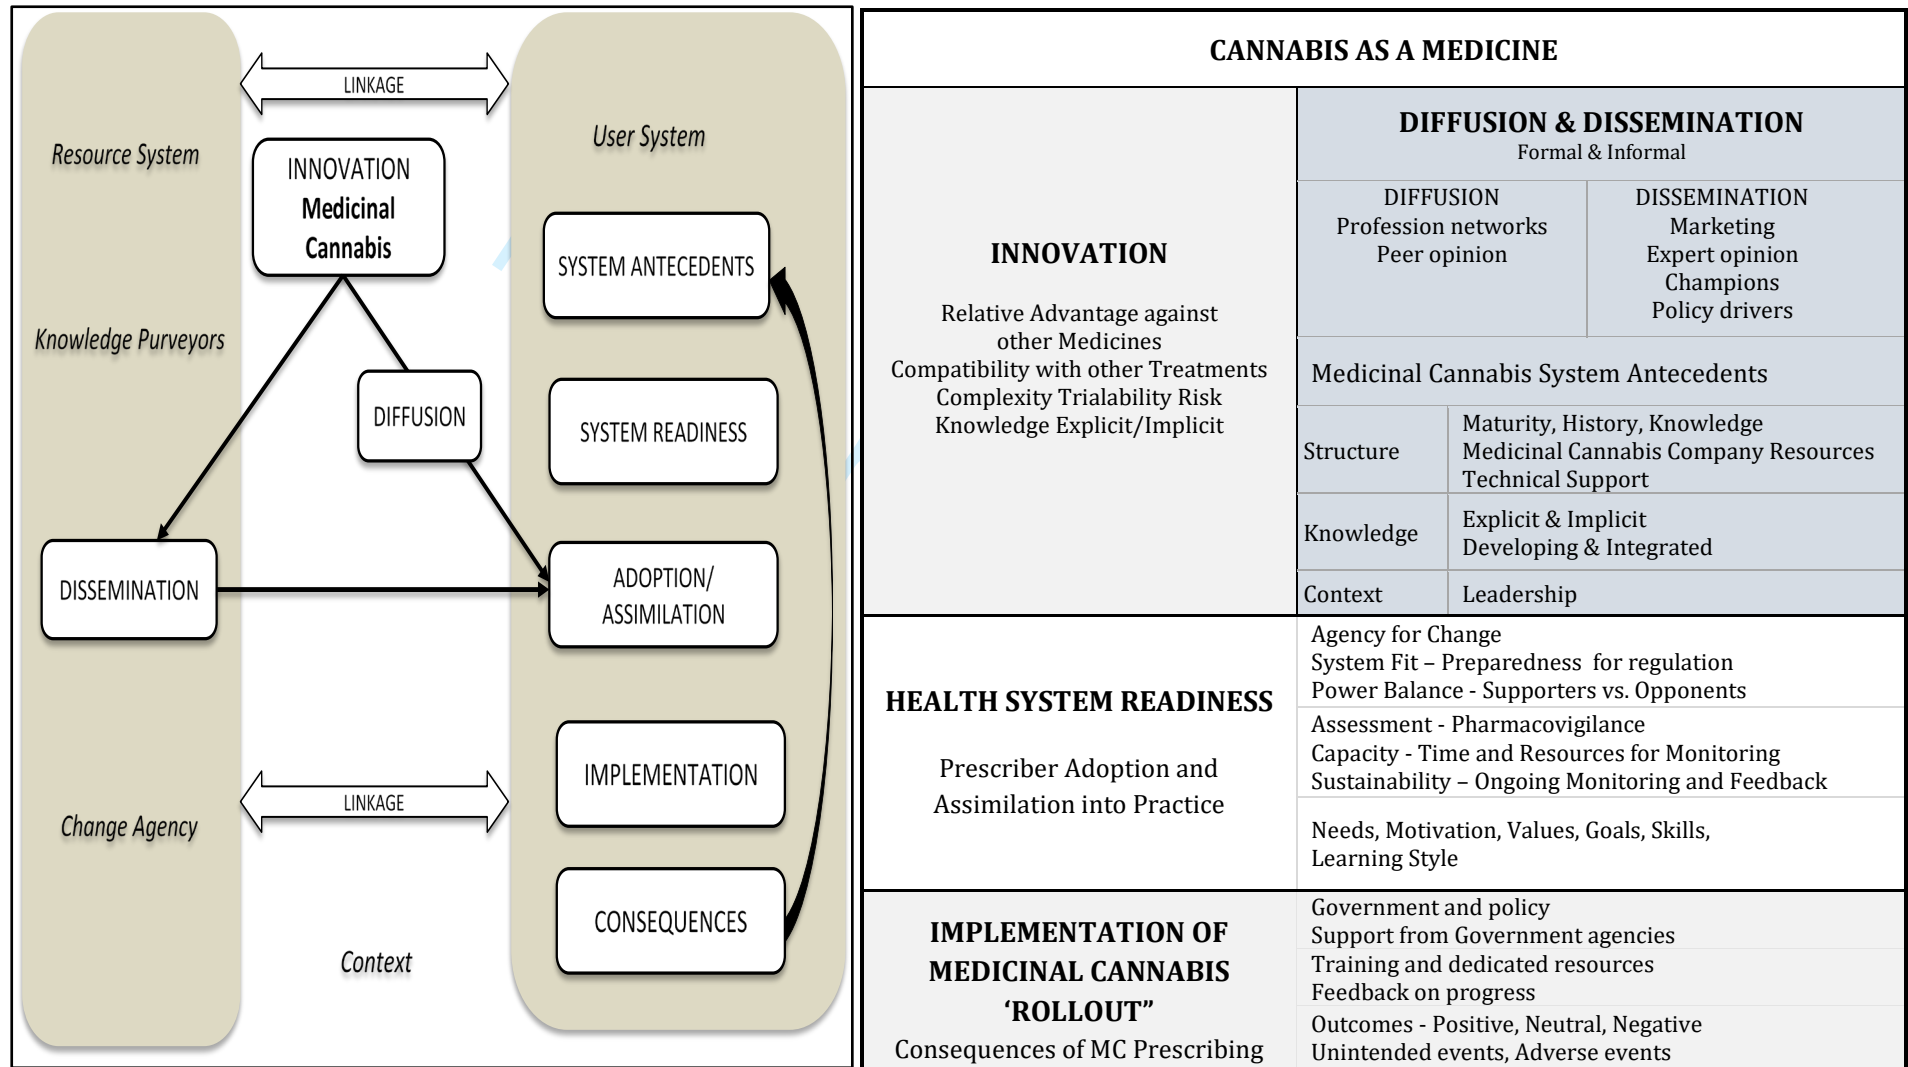 LINKAGE
Resource System
User System
INNOVATION
Medicinal
Cannabis
SYSTEM ANTECEDENTS
Knowledge Purveyors
DIFFUSION
SYSTEM READINESS
DISSEMINATION
ADOPTION/
ASSIMILATION
IMPLEMENTATION
LINKAGE
Change Agency
CONSEQUENCES
Context
CANNABIS AS A MEDICINE
INNOVATION
Relative Advantage against
other Medicines
Compatibility with other Treatments
Complexity Trialability Risk
Knowledge Explicit/Implicit
DIFFUSION & DISSEMINATION
Formal & Informal
DIFFUSION
Profession networks
Peer opinion
DISSEMINATION
Marketing
Expert opinion
Champions
Policy drivers
Medicinal Cannabis System Antecedents
Structure
Maturity, History, Knowledge
Medicinal Cannabis Company Resources
Technical Support
Knowledge
Explicit & Implicit
Developing & Integrated
Context
Leadership
HEALTH SYSTEM READINESS
Prescriber Adoption and
Assimilation into Practice
Agency for Change
System Fit – Preparedness  for regulation
Power Balance - Supporters vs. Opponents
Assessment - Pharmacovigilance
Capacity - Time and Resources for Monitoring
Sustainability – Ongoing Monitoring and Feedback
Needs, Motivation, Values, Goals, Skills,
Learning Style
IMPLEMENTATION OF
MEDICINAL CANNABIS
‘ROLLOUT”
Consequences of MC Prescribing
Government and policy
Support from Government agencies
Training and dedicated resources
Feedback on progress
Outcomes - Positive, Neutral, Negative
Unintended events, Adverse events